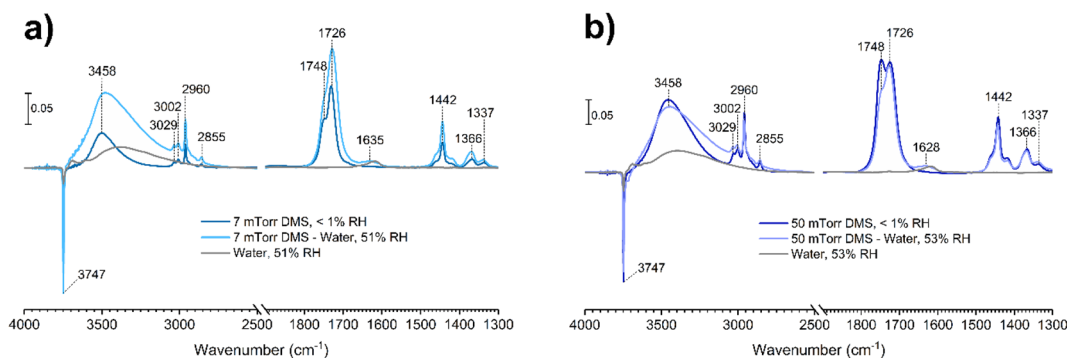 a)
1726
1748
3458
2960
3002
3029
2855
0.05
1442
1366
1337
1635
7 mTorr DMS, < 1% RH
7 mTorr DMS - Water, 51% RH
Water, 51% RH
3747
4000 3500 3000 2500 1700 1600 1500 1400 1300
Wavenumber (cm-1)
b)
1748 1726
3458
2960
3002
3029
2855
0.05
1442
1366
1337
1628
50 mTorr DMS, < 1% RH
50 mTorr DMS - Water, 53% RH
Water, 53% RH
3747
4000 3500 3000 2500 1800 1700 1600 1500 1400 1300
Wavenumber (cm-1)